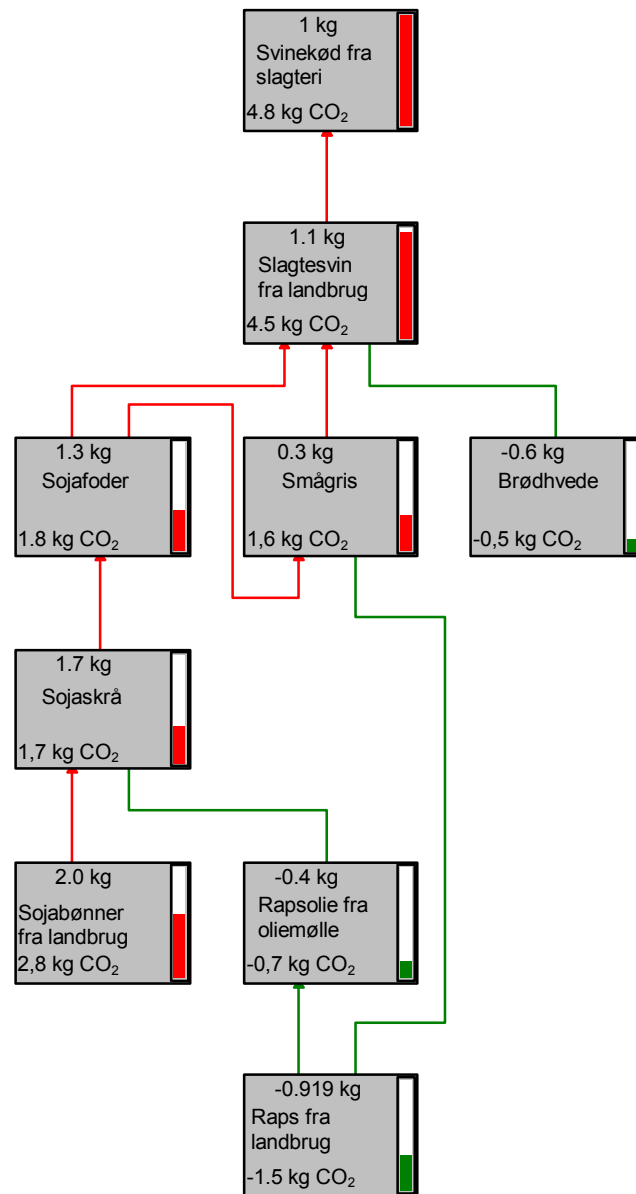 1 kg
Svinekød fra
slagteri
4.8 kg CO₂
1.1 kg
Slagtesvin
fra landbrug
4.5 kg CO₂
1.3 kg
Sojafoder
1.8 kg CO₂
0.3 kg
Smågris
1,6 kg CO₂
-0.6 kg
Brødhvede
-0,5 kg CO₂
1.7 kg
Sojaskrå
1,7 kg CO₂
2.0 kg
Sojabønner
fra landbrug
2,8 kg CO₂
-0.4 kg
Rapsolie fra
oliemølle
-0,7 kg CO₂
-0.919 kg
Raps fra
landbrug
-1.5 kg CO₂